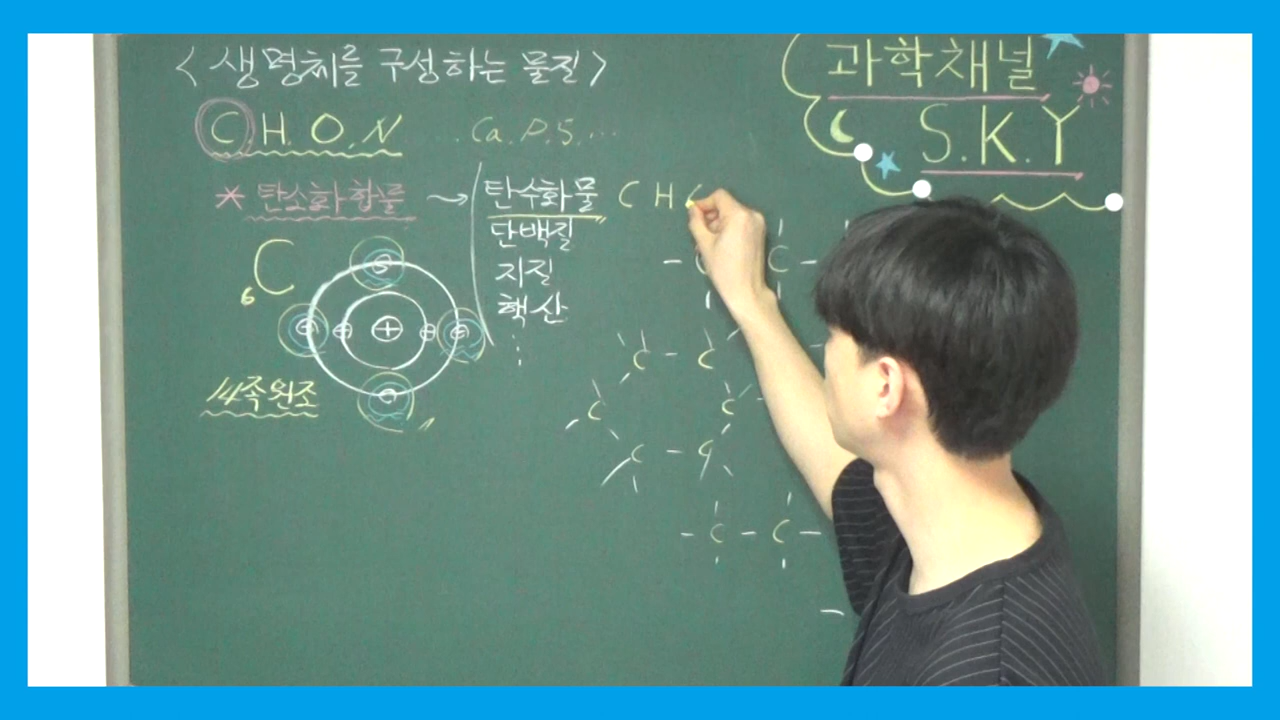 <생명체를 구성하는 물질>
C, H. O. N ..Ca. P. S...
* 탄소화합물 → 탄수화물 C H O
단백질
지질
핵산
⋮
₆C
14족 원소
과학채널
S.K.Y
- C C -
C - C
C C
C - C
- C - C -